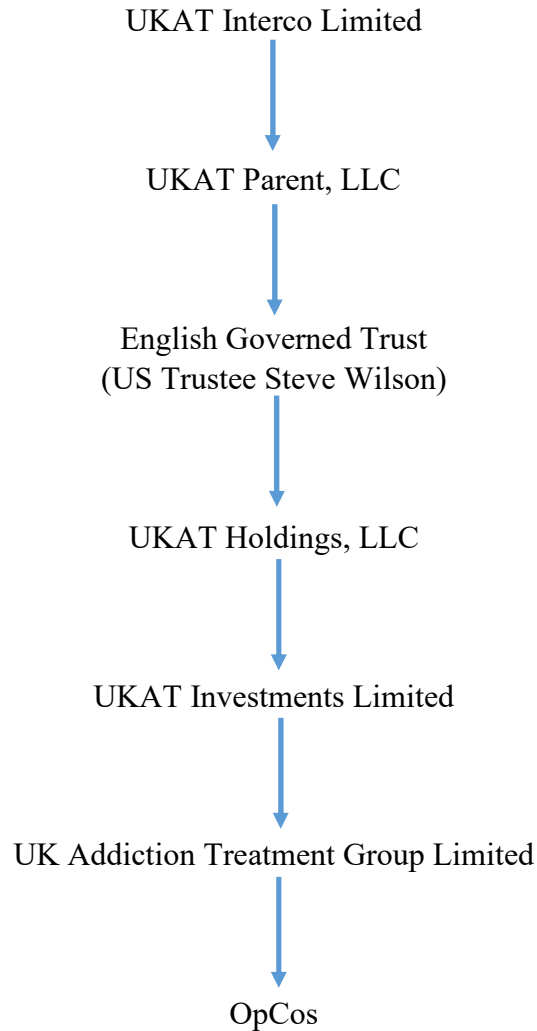 UKAT Interco Limited
UKAT Parent, LLC
English Governed Trust
(US Trustee Steve Wilson)
UKAT Holdings, LLC
UKAT Investments Limited
UK Addiction Treatment Group Limited
OpCos